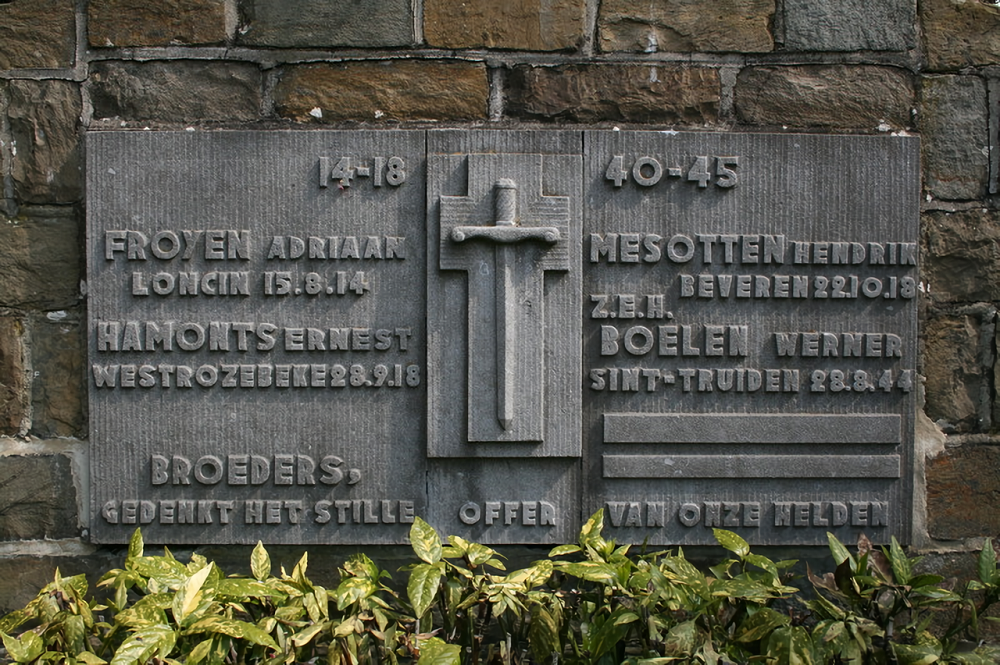 14-18
FROYEN ADRIAAN
LONCIN 15.8.14
HAMONTS ERNEST
WESTROZEBEKE 28.9.18
40-45
MESOTTEN HENDRIK
BEVEREN 22.10.18
Z.E.H.
BOELEN WERNER
SINT-TRUIDEN 28.8.44
BROEDERS,
GEDENKT HET STILLE OFFER VAN ONZE HELDEN